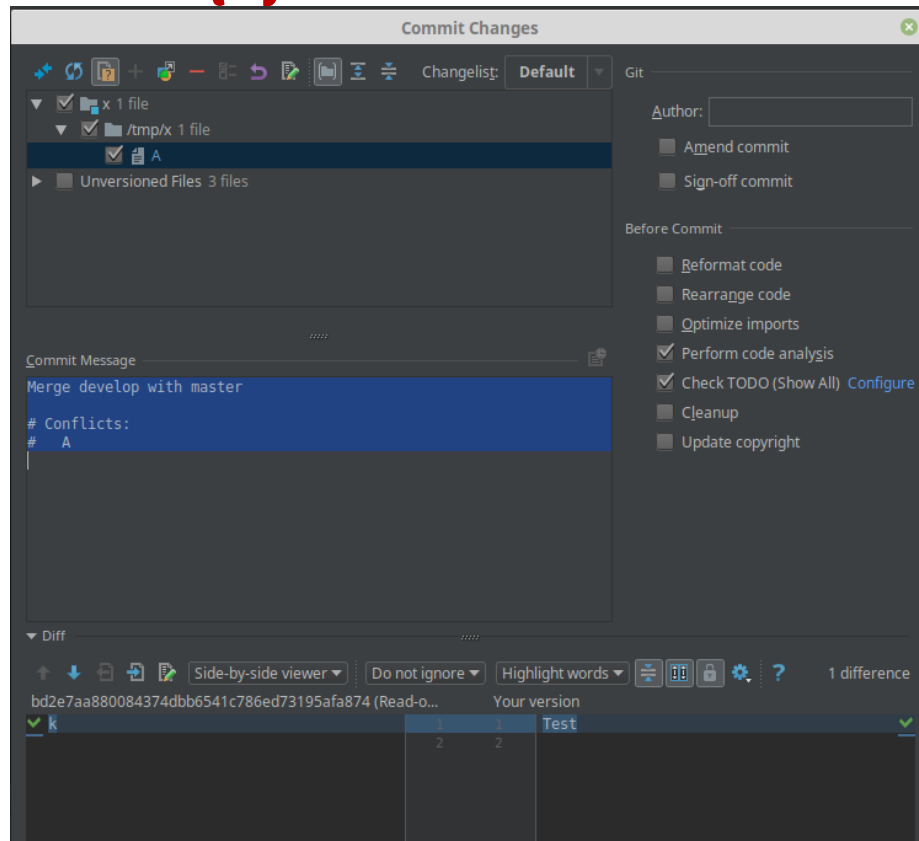 Commit Changes
Changelist: Default
x 1 file
/tmp/x 1 file
A
Unversioned Files 3 files
Git
Author:
Amend commit
Sign-off commit
Before Commit
Reformat code
Rearrange code
Optimize imports
Perform code analysis
Check TODO (Show All) Configure
Cleanup
Update copyright
Commit Message
Merge develop with master
# Conflicts:
#   A
Diff
Side-by-side viewer Do not ignore Highlight words ? 1 difference
bd2e7aa880084374dbb6541c786ed73195afa874 (Read-o... Your version
k 1 1 Test
2 2